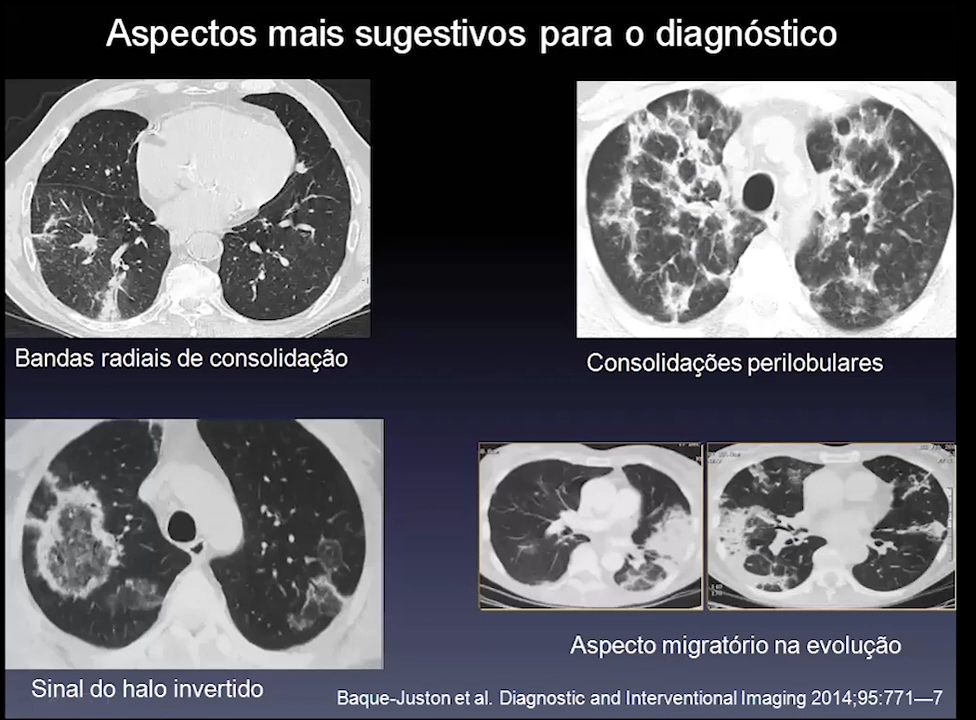 Aspectos mais sugestivos para o diagnóstico
Bandas radiais de consolidação
Consolidações perilobulares
Sinal do halo invertido
Aspecto migratório na evolução
Baque-Juston et al. Diagnostic and Interventional Imaging 2014;95:771—7